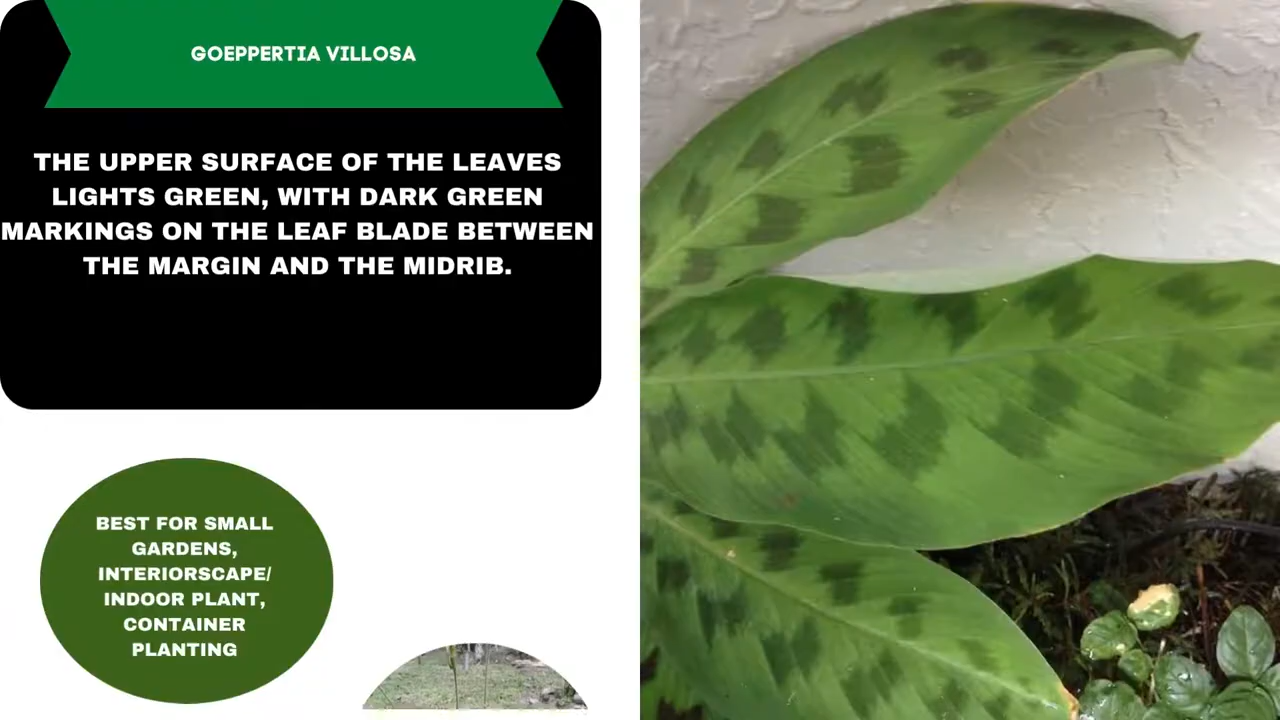 GOEPPERTIA VILLOSA
THE UPPER SURFACE OF THE LEAVES
LIGHTS GREEN, WITH DARK GREEN
MARKINGS ON THE LEAF BLADE BETWEEN
THE MARGIN AND THE MIDRIB.
BEST FOR SMALL
GARDENS,
INTERIORSCAPE/
INDOOR PLANT,
CONTAINER
PLANTING